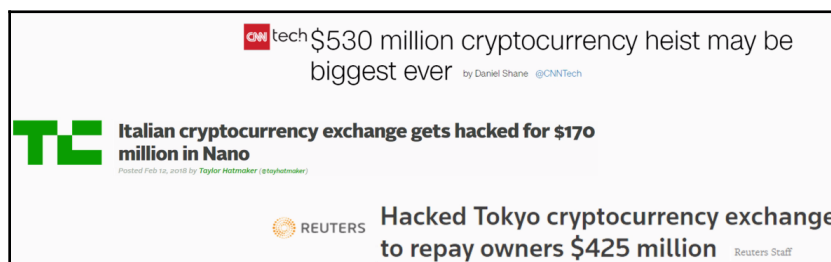 CNN tech $530 million cryptocurrency heist may be
biggest ever by Daniel Shane @CNNTech
TC Italian cryptocurrency exchange gets hacked for $170
million in Nano
Posted Feb 12, 2018 by Taylor Hatmaker (@tayhatmaker)
REUTERS Hacked Tokyo cryptocurrency exchange
to repay owners $425 million Reuters Staff